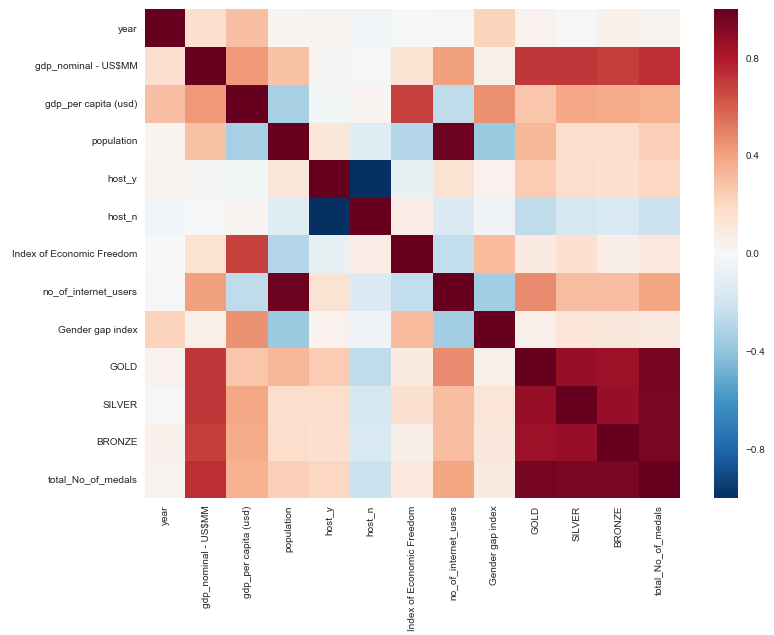 year
gdp_nominal - US$MM
gdp_per capita (usd)
population
host_y
host_n
Index of Economic Freedom
no_of_internet_users
Gender gap index
GOLD
SILVER
BRONZE
total_No_of_medals
year
gdp_nominal - US$MM
gdp_per capita (usd)
population
host_y
host_n
Index of Economic Freedom
no_of_internet_users
Gender gap index
GOLD
SILVER
BRONZE
total_No_of_medals
0.8
0.4
0.0
−0.4
−0.8